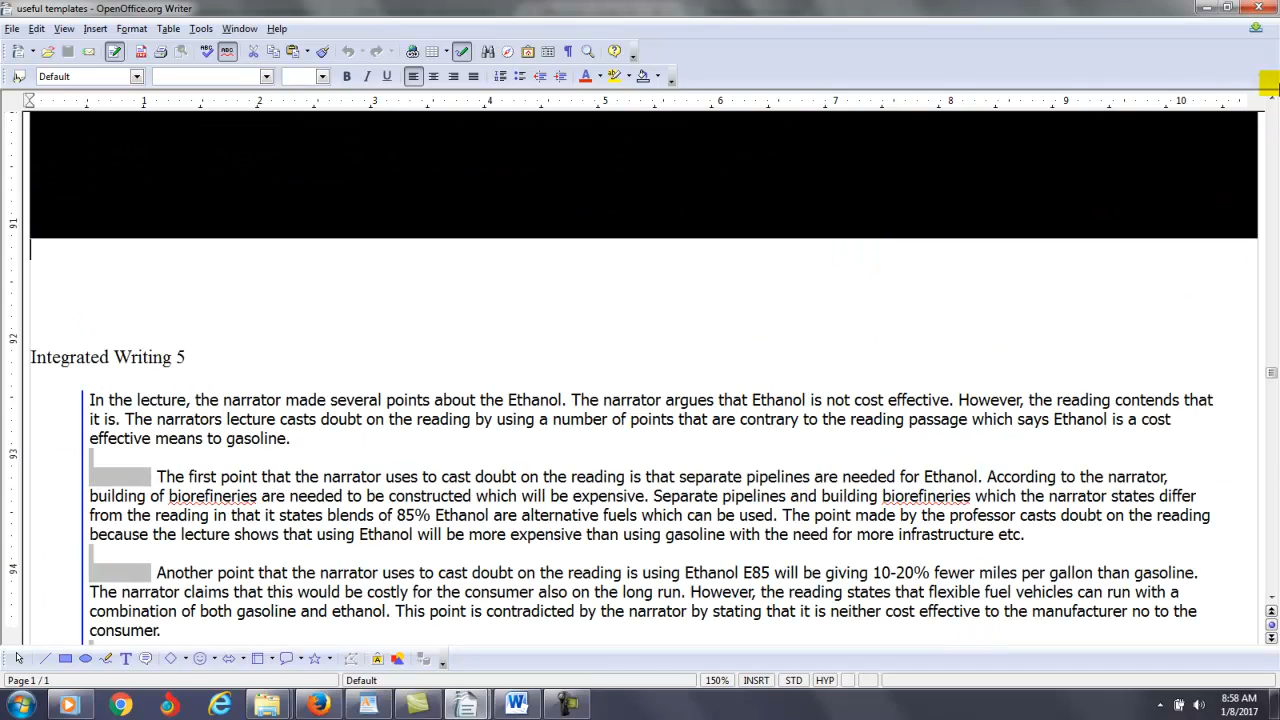 useful templates - OpenOffice.org Writer
File Edit View Insert Format Table Tools Window Help
Default
1 2 3 4 5 6 7 8 9 10
91
92
Integrated Writing 5
In the lecture, the narrator made several points about the Ethanol. The narrator argues that Ethanol is not cost effective. However, the reading contends that
it is. The narrators lecture casts doubt on the reading by using a number of points that are contrary to the reading passage which says Ethanol is a cost
effective means to gasoline.
93
The first point that the narrator uses to cast doubt on the reading is that separate pipelines are needed for Ethanol. According to the narrator,
building of biorefineries are needed to be constructed which will be expensive. Separate pipelines and building biorefineries which the narrator states differ
from the reading in that it states blends of 85% Ethanol are alternative fuels which can be used. The point made by the professor casts doubt on the reading
because the lecture shows that using Ethanol will be more expensive than using gasoline with the need for more infrastructure etc.
94
Another point that the narrator uses to cast doubt on the reading is using Ethanol E85 will be giving 10-20% fewer miles per gallon than gasoline.
The narrator claims that this would be costly for the consumer also on the long run. However, the reading states that flexible fuel vehicles can run with a
combination of both gasoline and ethanol. This point is contradicted by the narrator by stating that it is neither cost effective to the manufacturer no to the
consumer.
Page 1 / 1 Default 150% INSRT STD HYP
8:58 AM
1/8/2017